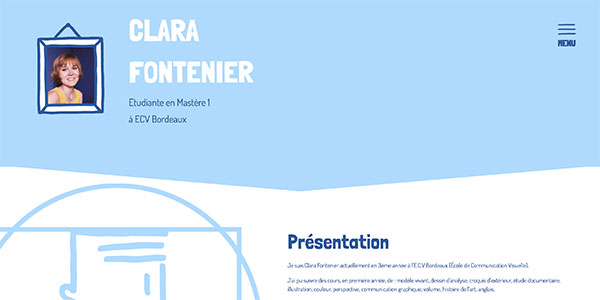 CLARA
FONTENIER
MENU
Etudiante en Mastère 1
à ECV Bordeaux
Présentation
Je suis Clara Fontenier actuellement en 3ème année à l'E.C.V Bordeaux (École de Communication Visuelle).
J'ai pu suivre des cours, en première année, de : modèle vivant, dessin d'analyse, croquis d'extérieur, étude documentaire,
illustration, couleur, perspective, communication graphique, volume, histoire de l'art, anglais.